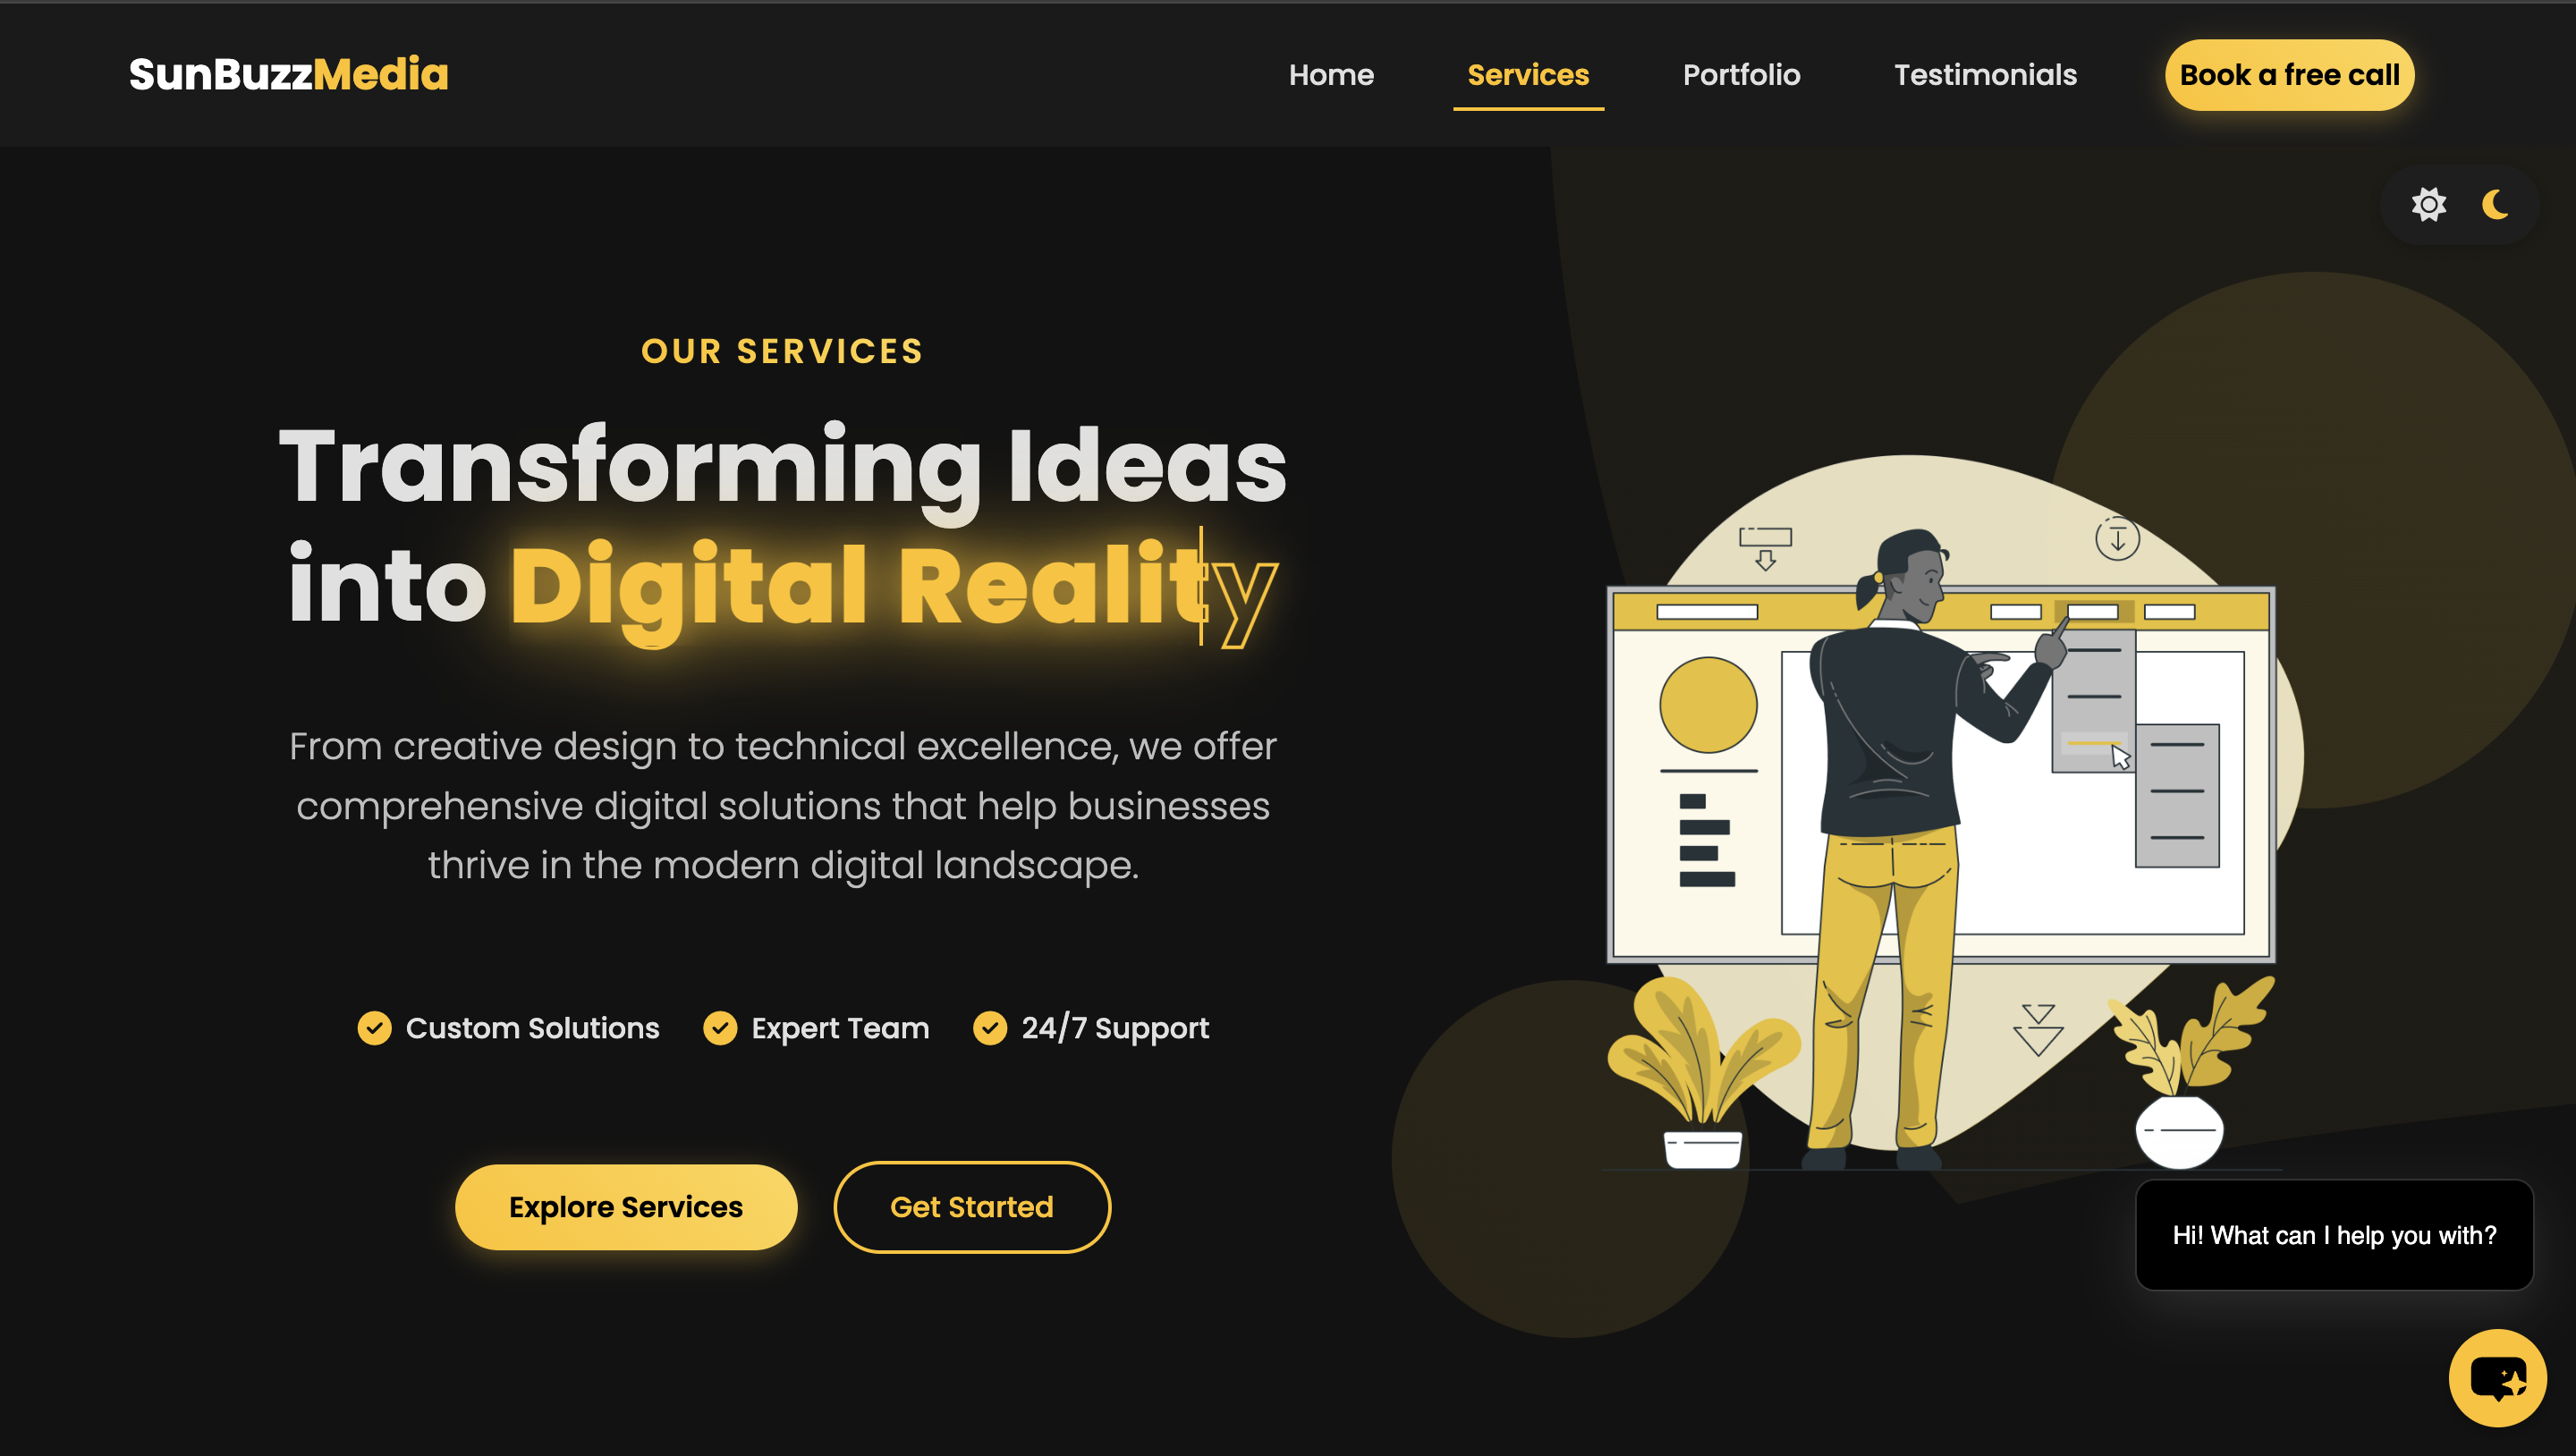 SunBuzzMedia
Home Services Portfolio Testimonials Book a free call
OUR SERVICES
Transforming Ideas
into Digital Reality
From creative design to technical excellence, we offer
comprehensive digital solutions that help businesses
thrive in the modern digital landscape.
Custom Solutions Expert Team 24/7 Support
Explore Services Get Started
Hi! What can I help you with?